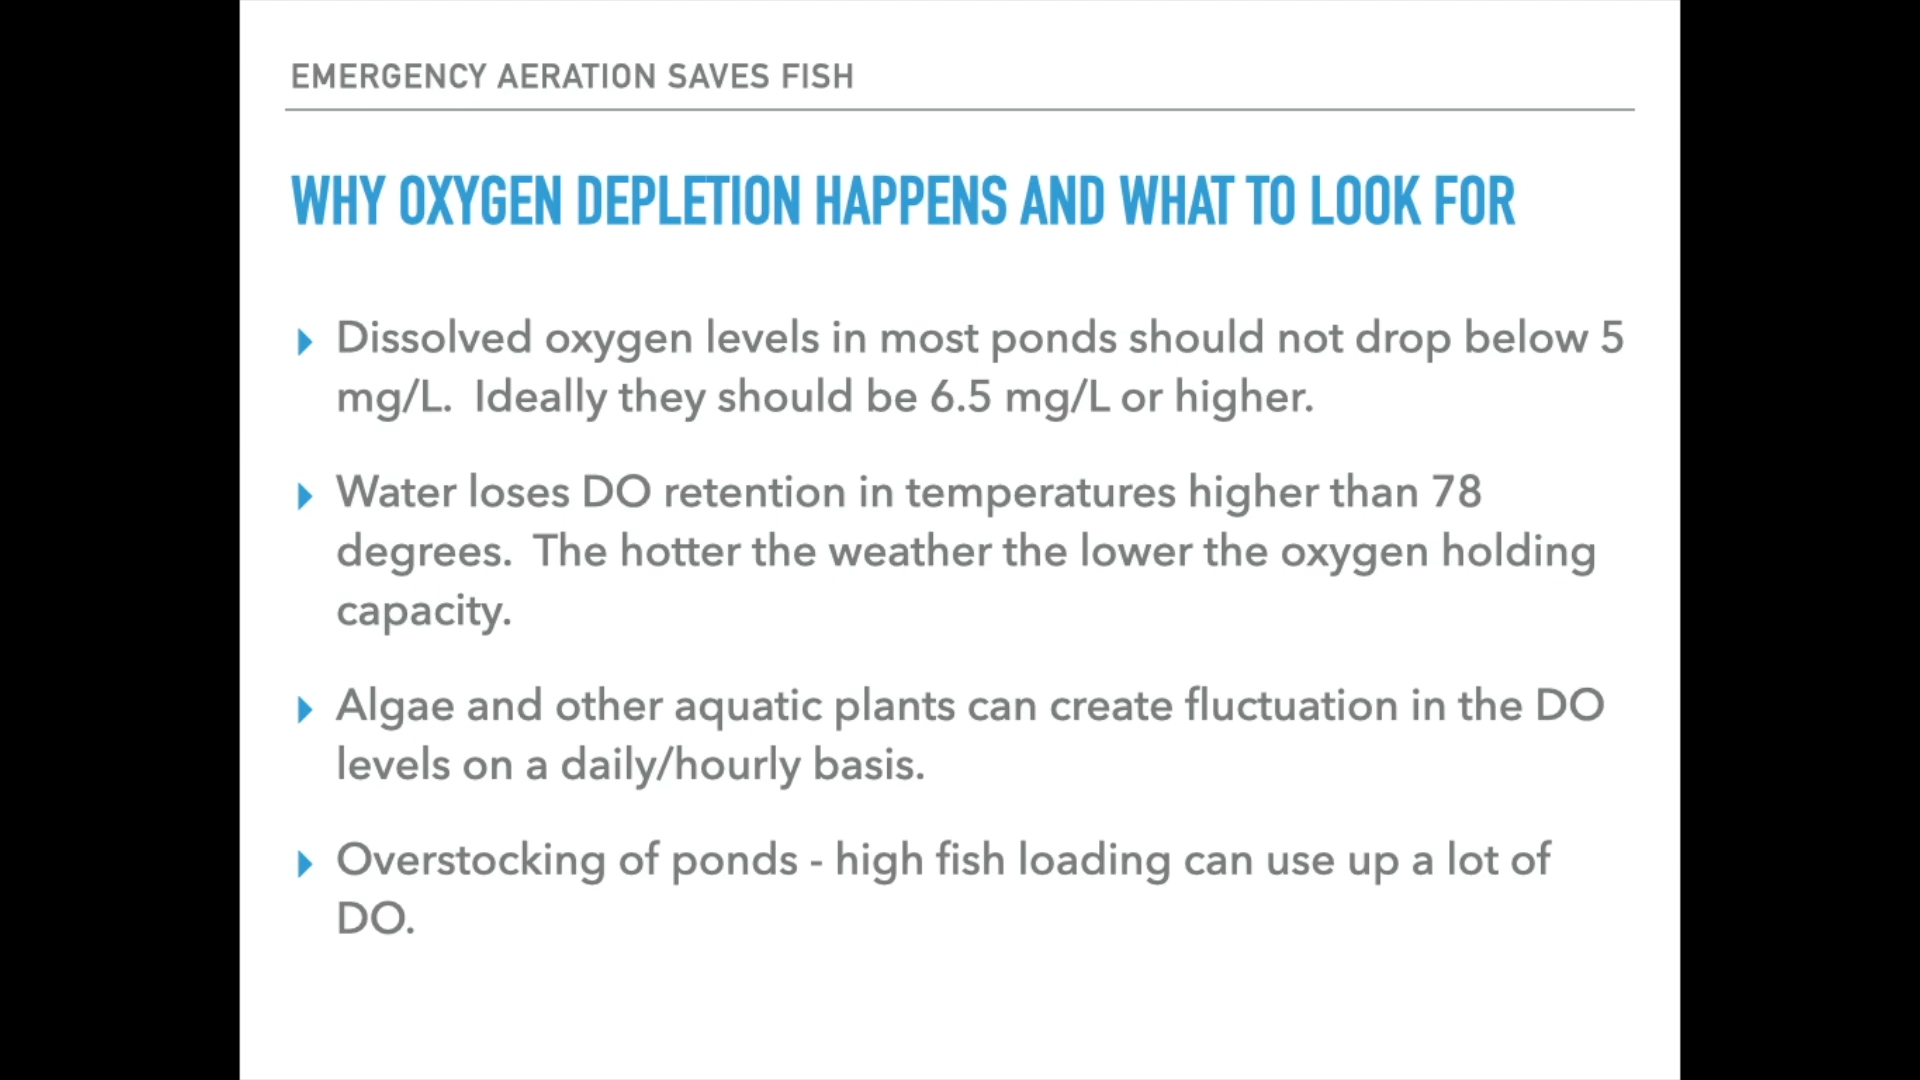 EMERGENCY AERATION SAVES FISH
WHY OXYGEN DEPLETION HAPPENS AND WHAT TO LOOK FOR
Dissolved oxygen levels in most ponds should not drop below 5
mg/L.  Ideally they should be 6.5 mg/L or higher.
Water loses DO retention in temperatures higher than 78
degrees.  The hotter the weather the lower the oxygen holding
capacity.
Algae and other aquatic plants can create fluctuation in the DO
levels on a daily/hourly basis.
Overstocking of ponds - high fish loading can use up a lot of
DO.